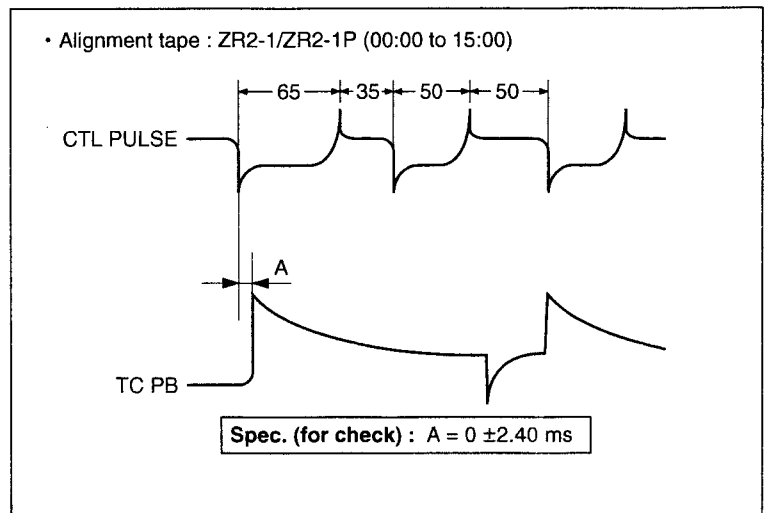 • Alignment tape : ZR2-1/ZR2-1P (00:00 to 15:00)
65 35 50 50
CTL PULSE
A
TC PB
Spec. (for check) : A = 0 ±2.40 ms